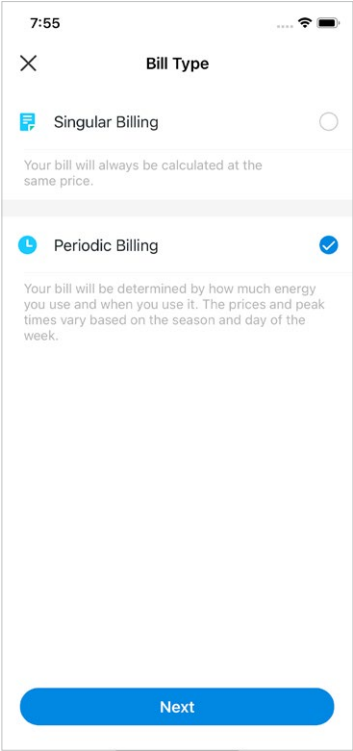 7:55
Bill Type
Singular Billing
Your bill will always be calculated at the
same price.
Periodic Billing
Your bill will be determined by how much energy
you use and when you use it. The prices and peak
times vary based on the season and day of the
week.
Next